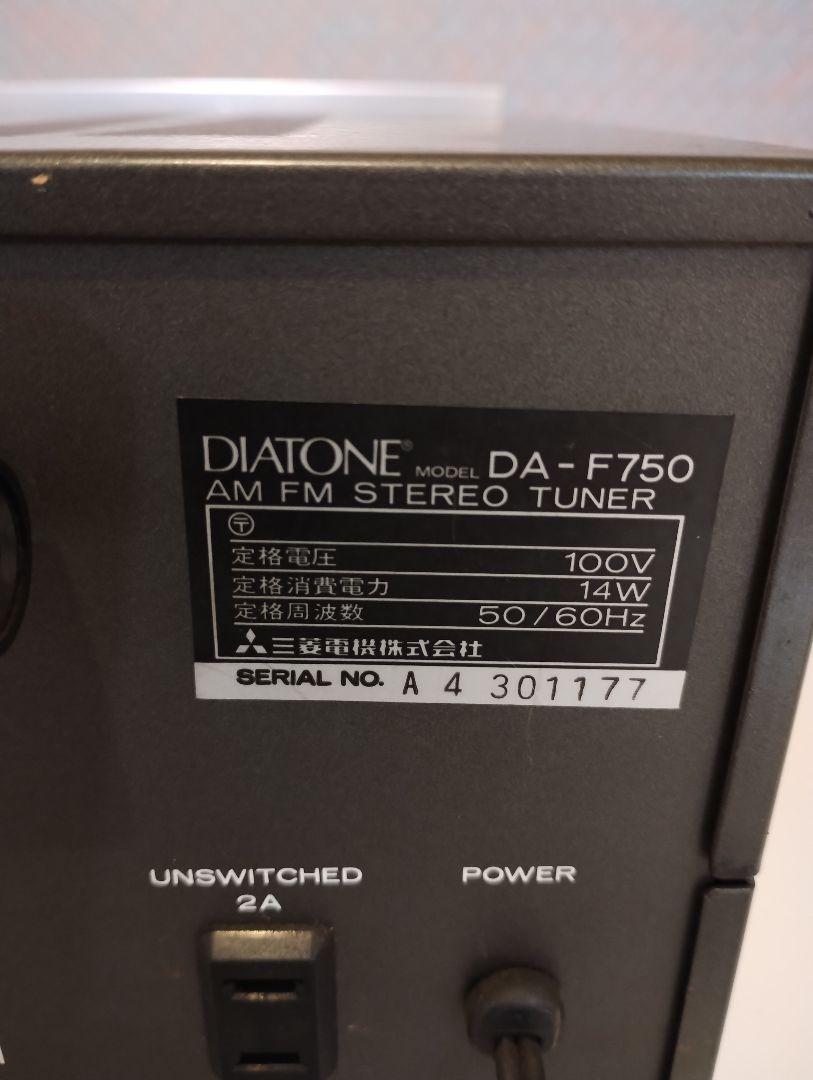 DIATONE® MODEL DA-F750
AM FM STEREO TUNER
〶
定格電圧 100V
定格消費電力 14W
定格周波数 50/60Hz
三菱電機株式会社
SERIAL NO. A 4 301177
UNSWITCHED POWER
2A